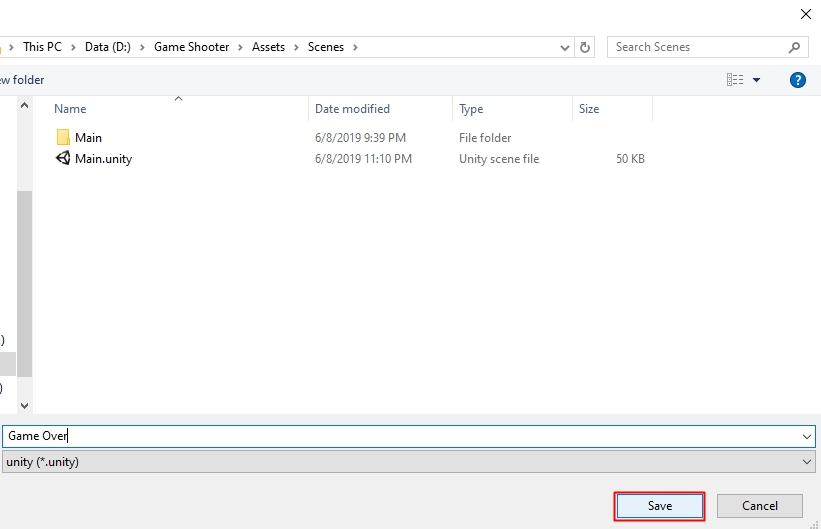 This PC > Data (D:) > Game Shooter > Assets > Scenes >
Search Scenes
ew folder
?
Name Date modified Type Size
Main 6/8/2019 9:39 PM File folder
Main.unity 6/8/2019 11:10 PM Unity scene file 50 KB
)
)
Game Over
unity (*.unity)
Save Cancel